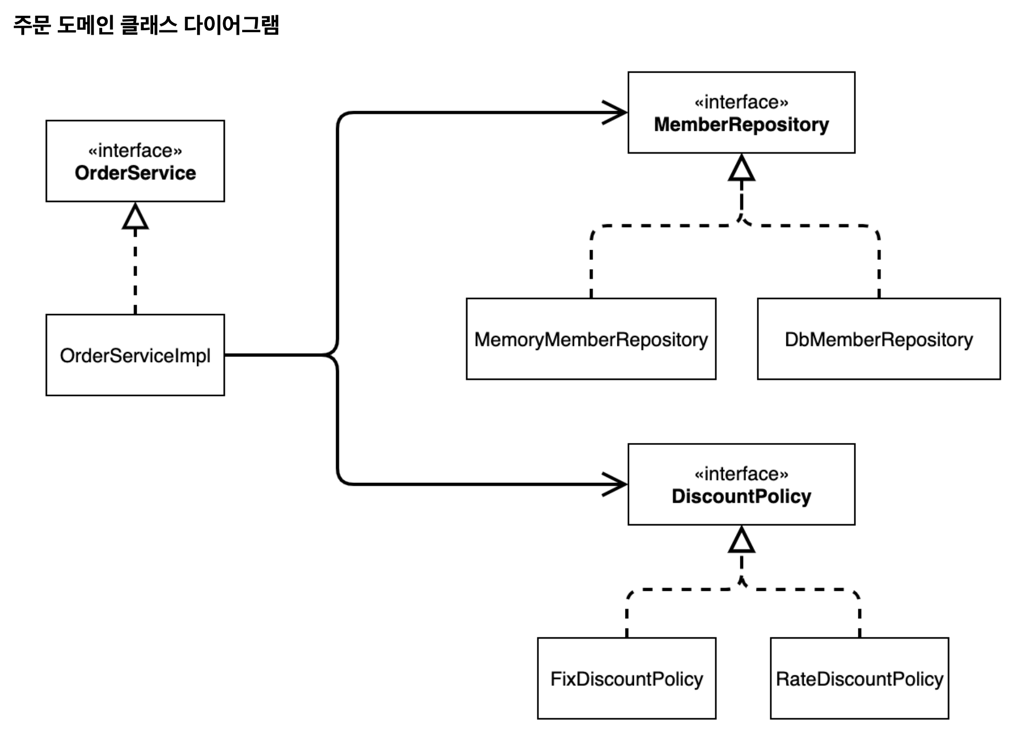 주문 도메인 클래스 다이어그램
«interface»
OrderService
OrderServiceImpl
«interface»
MemberRepository
MemoryMemberRepository
DbMemberRepository
«interface»
DiscountPolicy
FixDiscountPolicy
RateDiscountPolicy